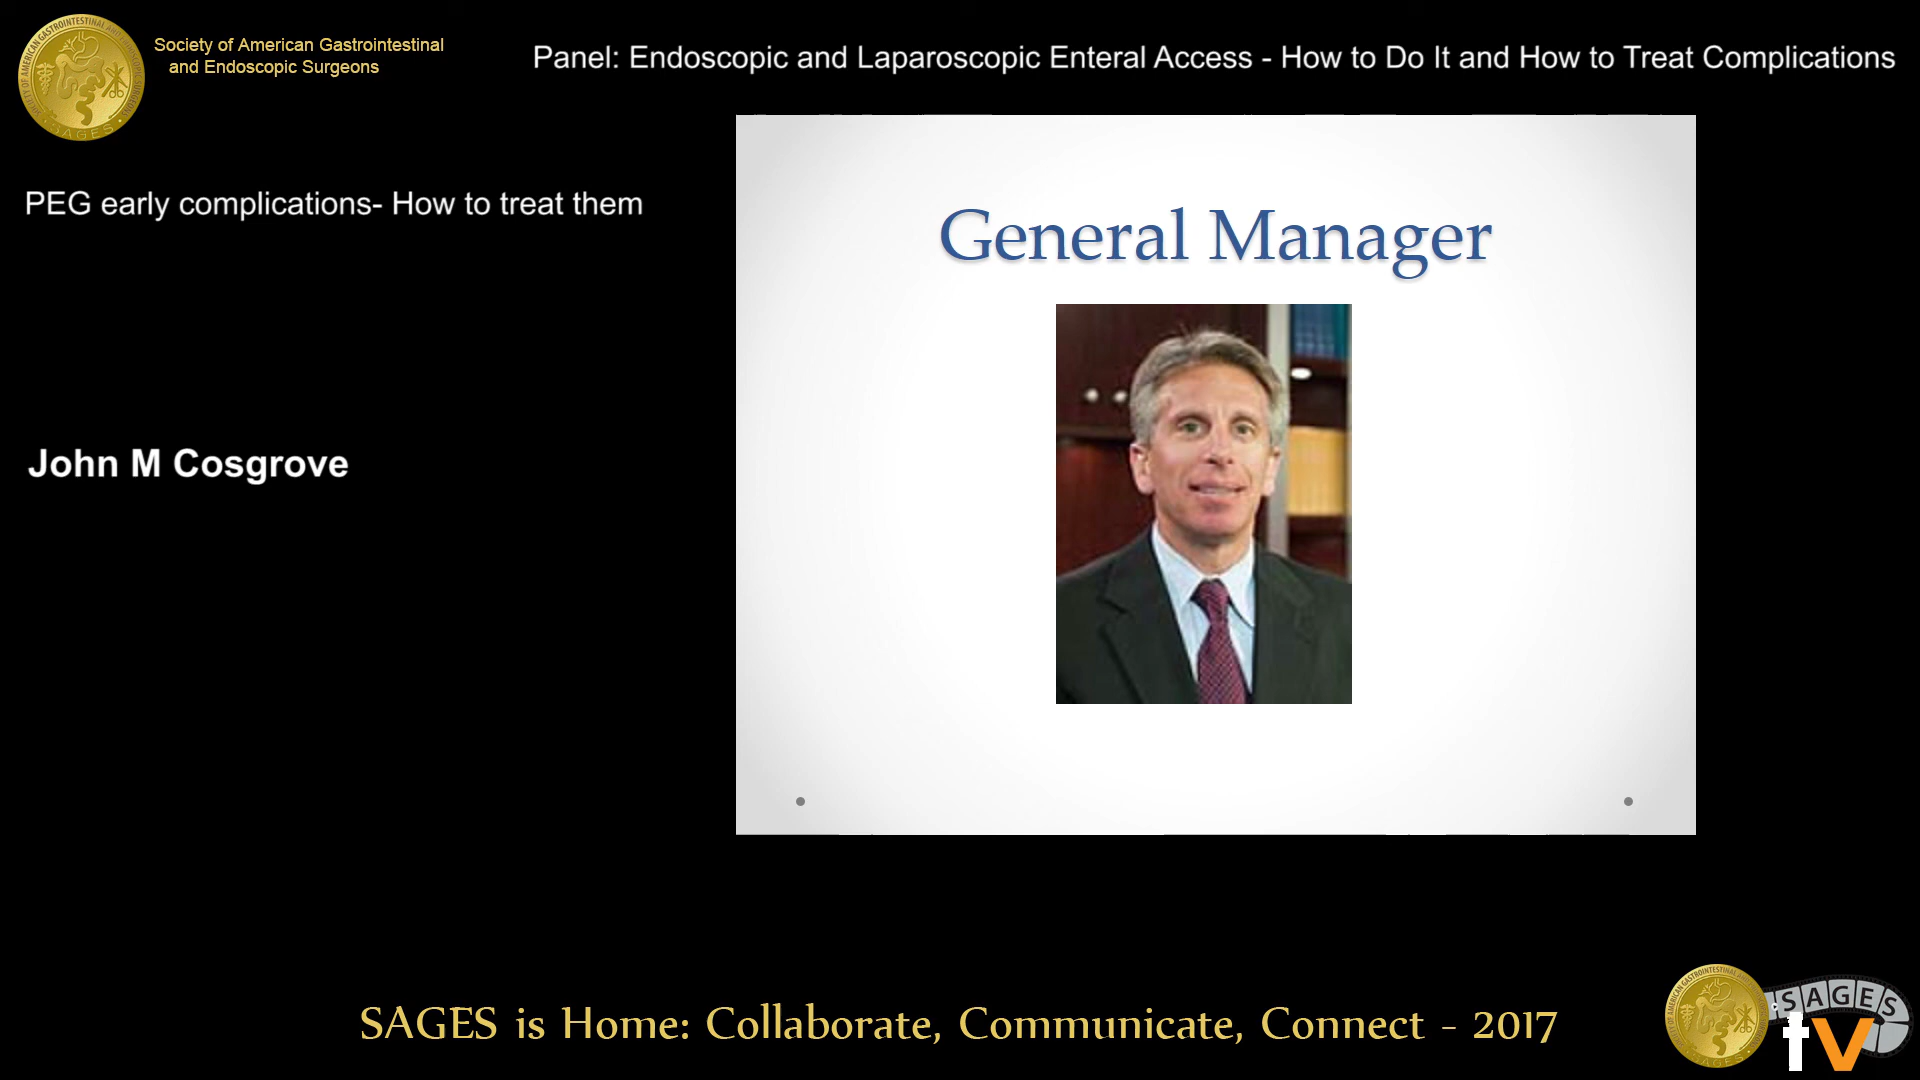 Society of American Gastrointestinal
and Endoscopic Surgeons
Panel: Endoscopic and Laparoscopic Enteral Access - How to Do It and How to Treat Complications
PEG early complications- How to treat them
General Manager
John M Cosgrove
SAGES is Home: Collaborate, Communicate, Connect - 2017
SAGES
tv
SAGES